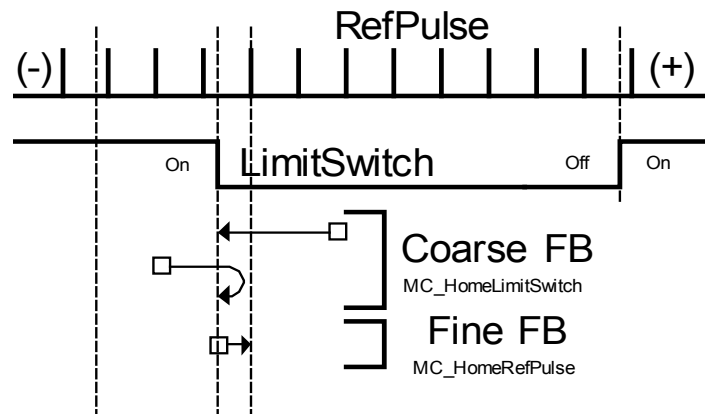 RefPulse
(-) (+)
On LimitSwitch Off On
Coarse FB
MC_HomeLimitSwitch
Fine FB
MC_HomeRefPulse